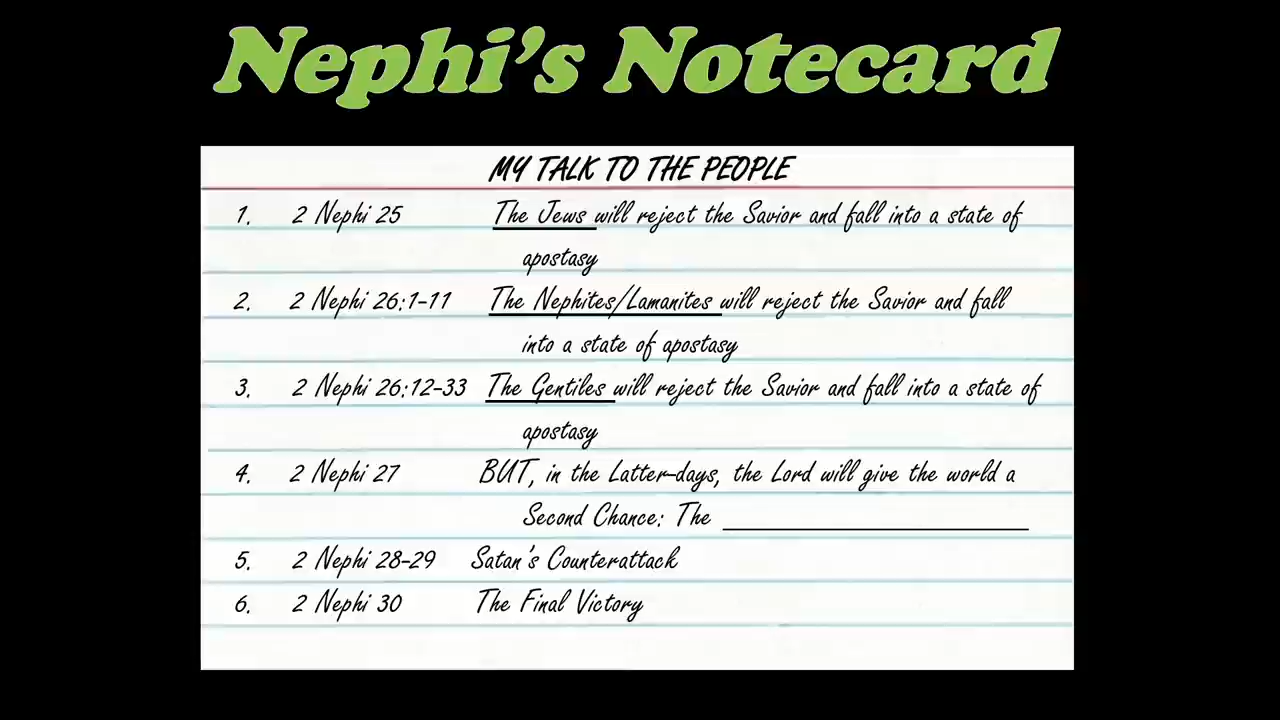 Nephi's Notecard
MY TALK TO THE PEOPLE
1. 2 Nephi 25 The Jews will reject the Savior and fall into a state of
apostasy
2. 2 Nephi 26:1-11 The Nephites/Lamanites will reject the Savior and fall
into a state of apostasy
3. 2 Nephi 26:12-33 The Gentiles will reject the Savior and fall into a state of
apostasy
4. 2 Nephi 27 BUT, in the Latter-days, the Lord will give the world a
Second Chance: The ____________________
5. 2 Nephi 28-29 Satan's Counterattack
6. 2 Nephi 30 The Final Victory